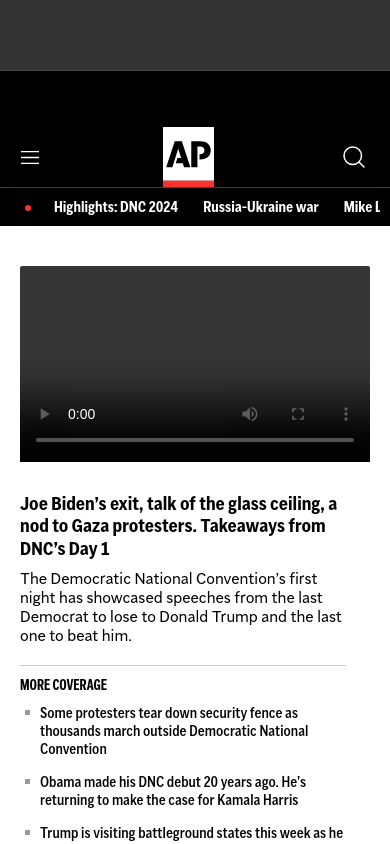 AP
Highlights: DNC 2024 Russia-Ukraine war Mike L
0:00
Joe Biden’s exit, talk of the glass ceiling, a
nod to Gaza protesters. Takeaways from
DNC’s Day 1
The Democratic National Convention’s first
night has showcased speeches from the last
Democrat to lose to Donald Trump and the last
one to beat him.
MORE COVERAGE
Some protesters tear down security fence as
thousands march outside Democratic National
Convention
Obama made his DNC debut 20 years ago. He’s
returning to make the case for Kamala Harris
Trump is visiting battleground states this week as he